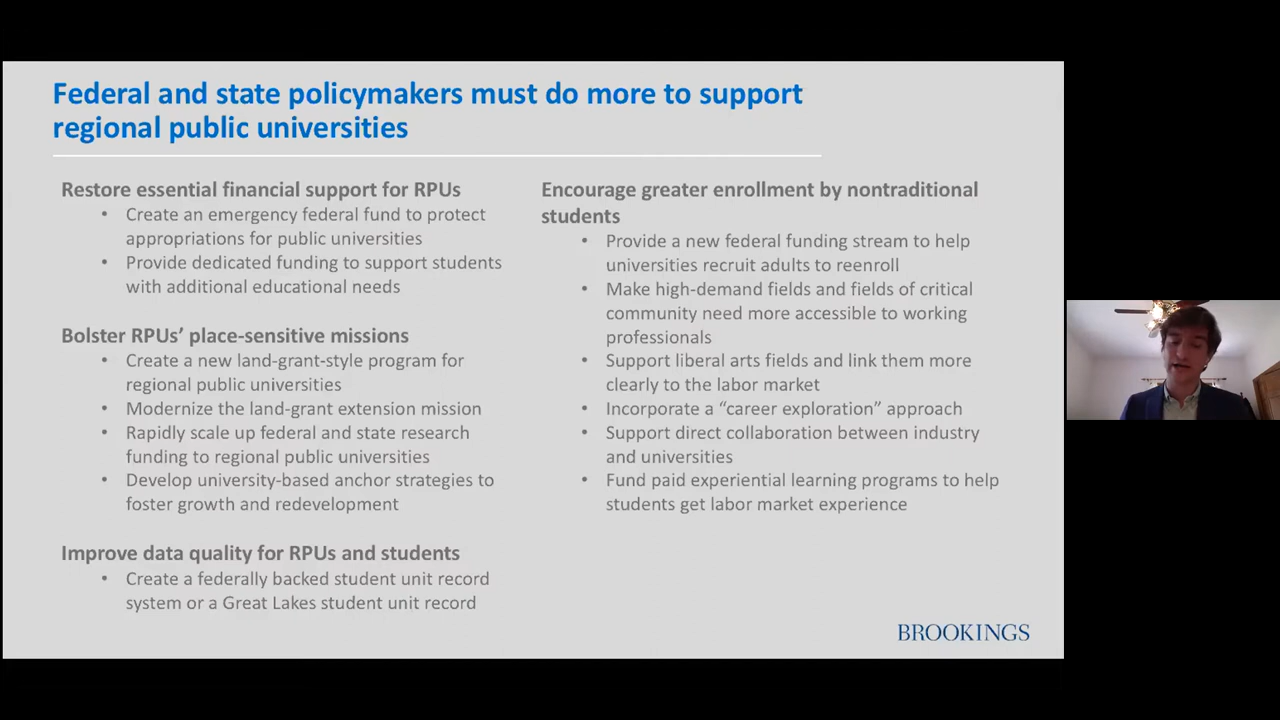 Federal and state policymakers must do more to support
regional public universities
Restore essential financial support for RPUs
• Create an emergency federal fund to protect
appropriations for public universities
• Provide dedicated funding to support students
with additional educational needs
Bolster RPUs’ place-sensitive missions
• Create a new land-grant-style program for
regional public universities
• Modernize the land-grant extension mission
• Rapidly scale up federal and state research
funding to regional public universities
• Develop university-based anchor strategies to
foster growth and redevelopment
Improve data quality for RPUs and students
• Create a federally backed student unit record
system or a Great Lakes student unit record
Encourage greater enrollment by nontraditional
students
• Provide a new federal funding stream to help
universities recruit adults to reenroll
• Make high-demand fields and fields of critical
community need more accessible to working
professionals
• Support liberal arts fields and link them more
clearly to the labor market
• Incorporate a “career exploration” approach
• Support direct collaboration between industry
and universities
• Fund paid experiential learning programs to help
students get labor market experience
BROOKINGS